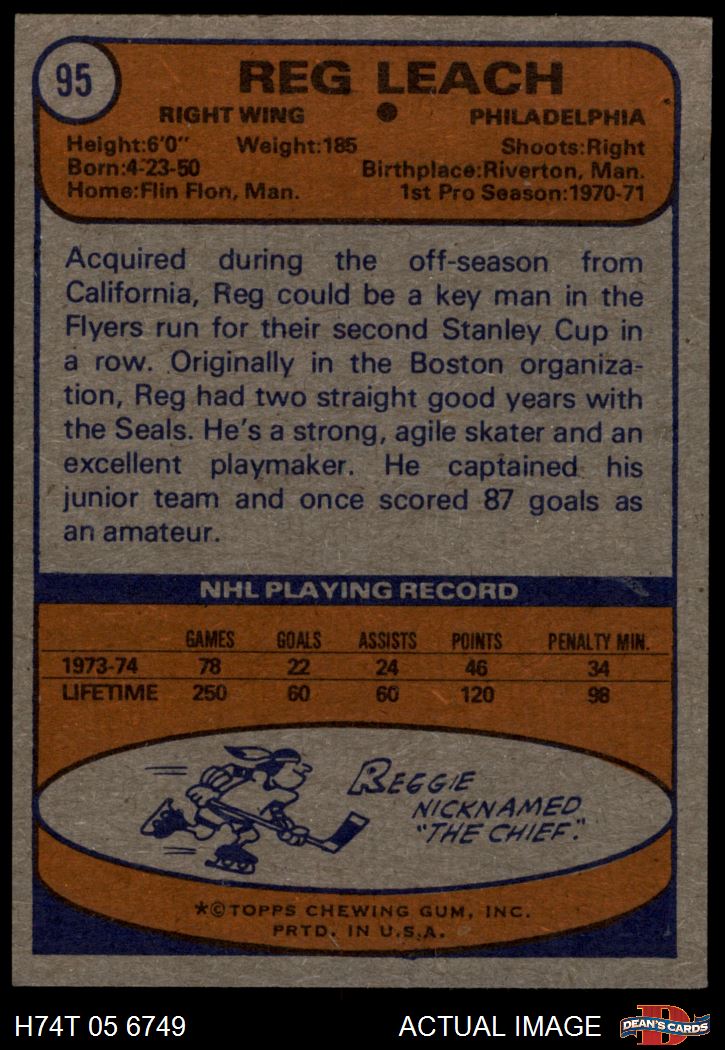 95
REG LEACH
RIGHT WING ● PHILADELPHIA
Height:6'0" Weight:185 Shoots:Right
Born:4-23-50 Birthplace:Riverton, Man.
Home:Flin Flon, Man. 1st Pro Season:1970-71
Acquired during the off-season from
California, Reg could be a key man in the
Flyers run for their second Stanley Cup in
a row. Originally in the Boston organiza-
tion, Reg had two straight good years with
the Seals. He's a strong, agile skater and an
excellent playmaker. He captained his
junior team and once scored 87 goals as
an amateur.
NHL PLAYING RECORD
GAMES GOALS ASSISTS POINTS PENALTY MIN.
1973-74 78 22 24 46 34
LIFETIME 250 60 60 120 98
REGGIE
NICKNAMED
"THE CHIEF."
*©TOPPS CHEWING GUM, INC.
PRTD. IN U.S.A.
H74T 05 6749 ACTUAL IMAGE D DEAN'S CARDS